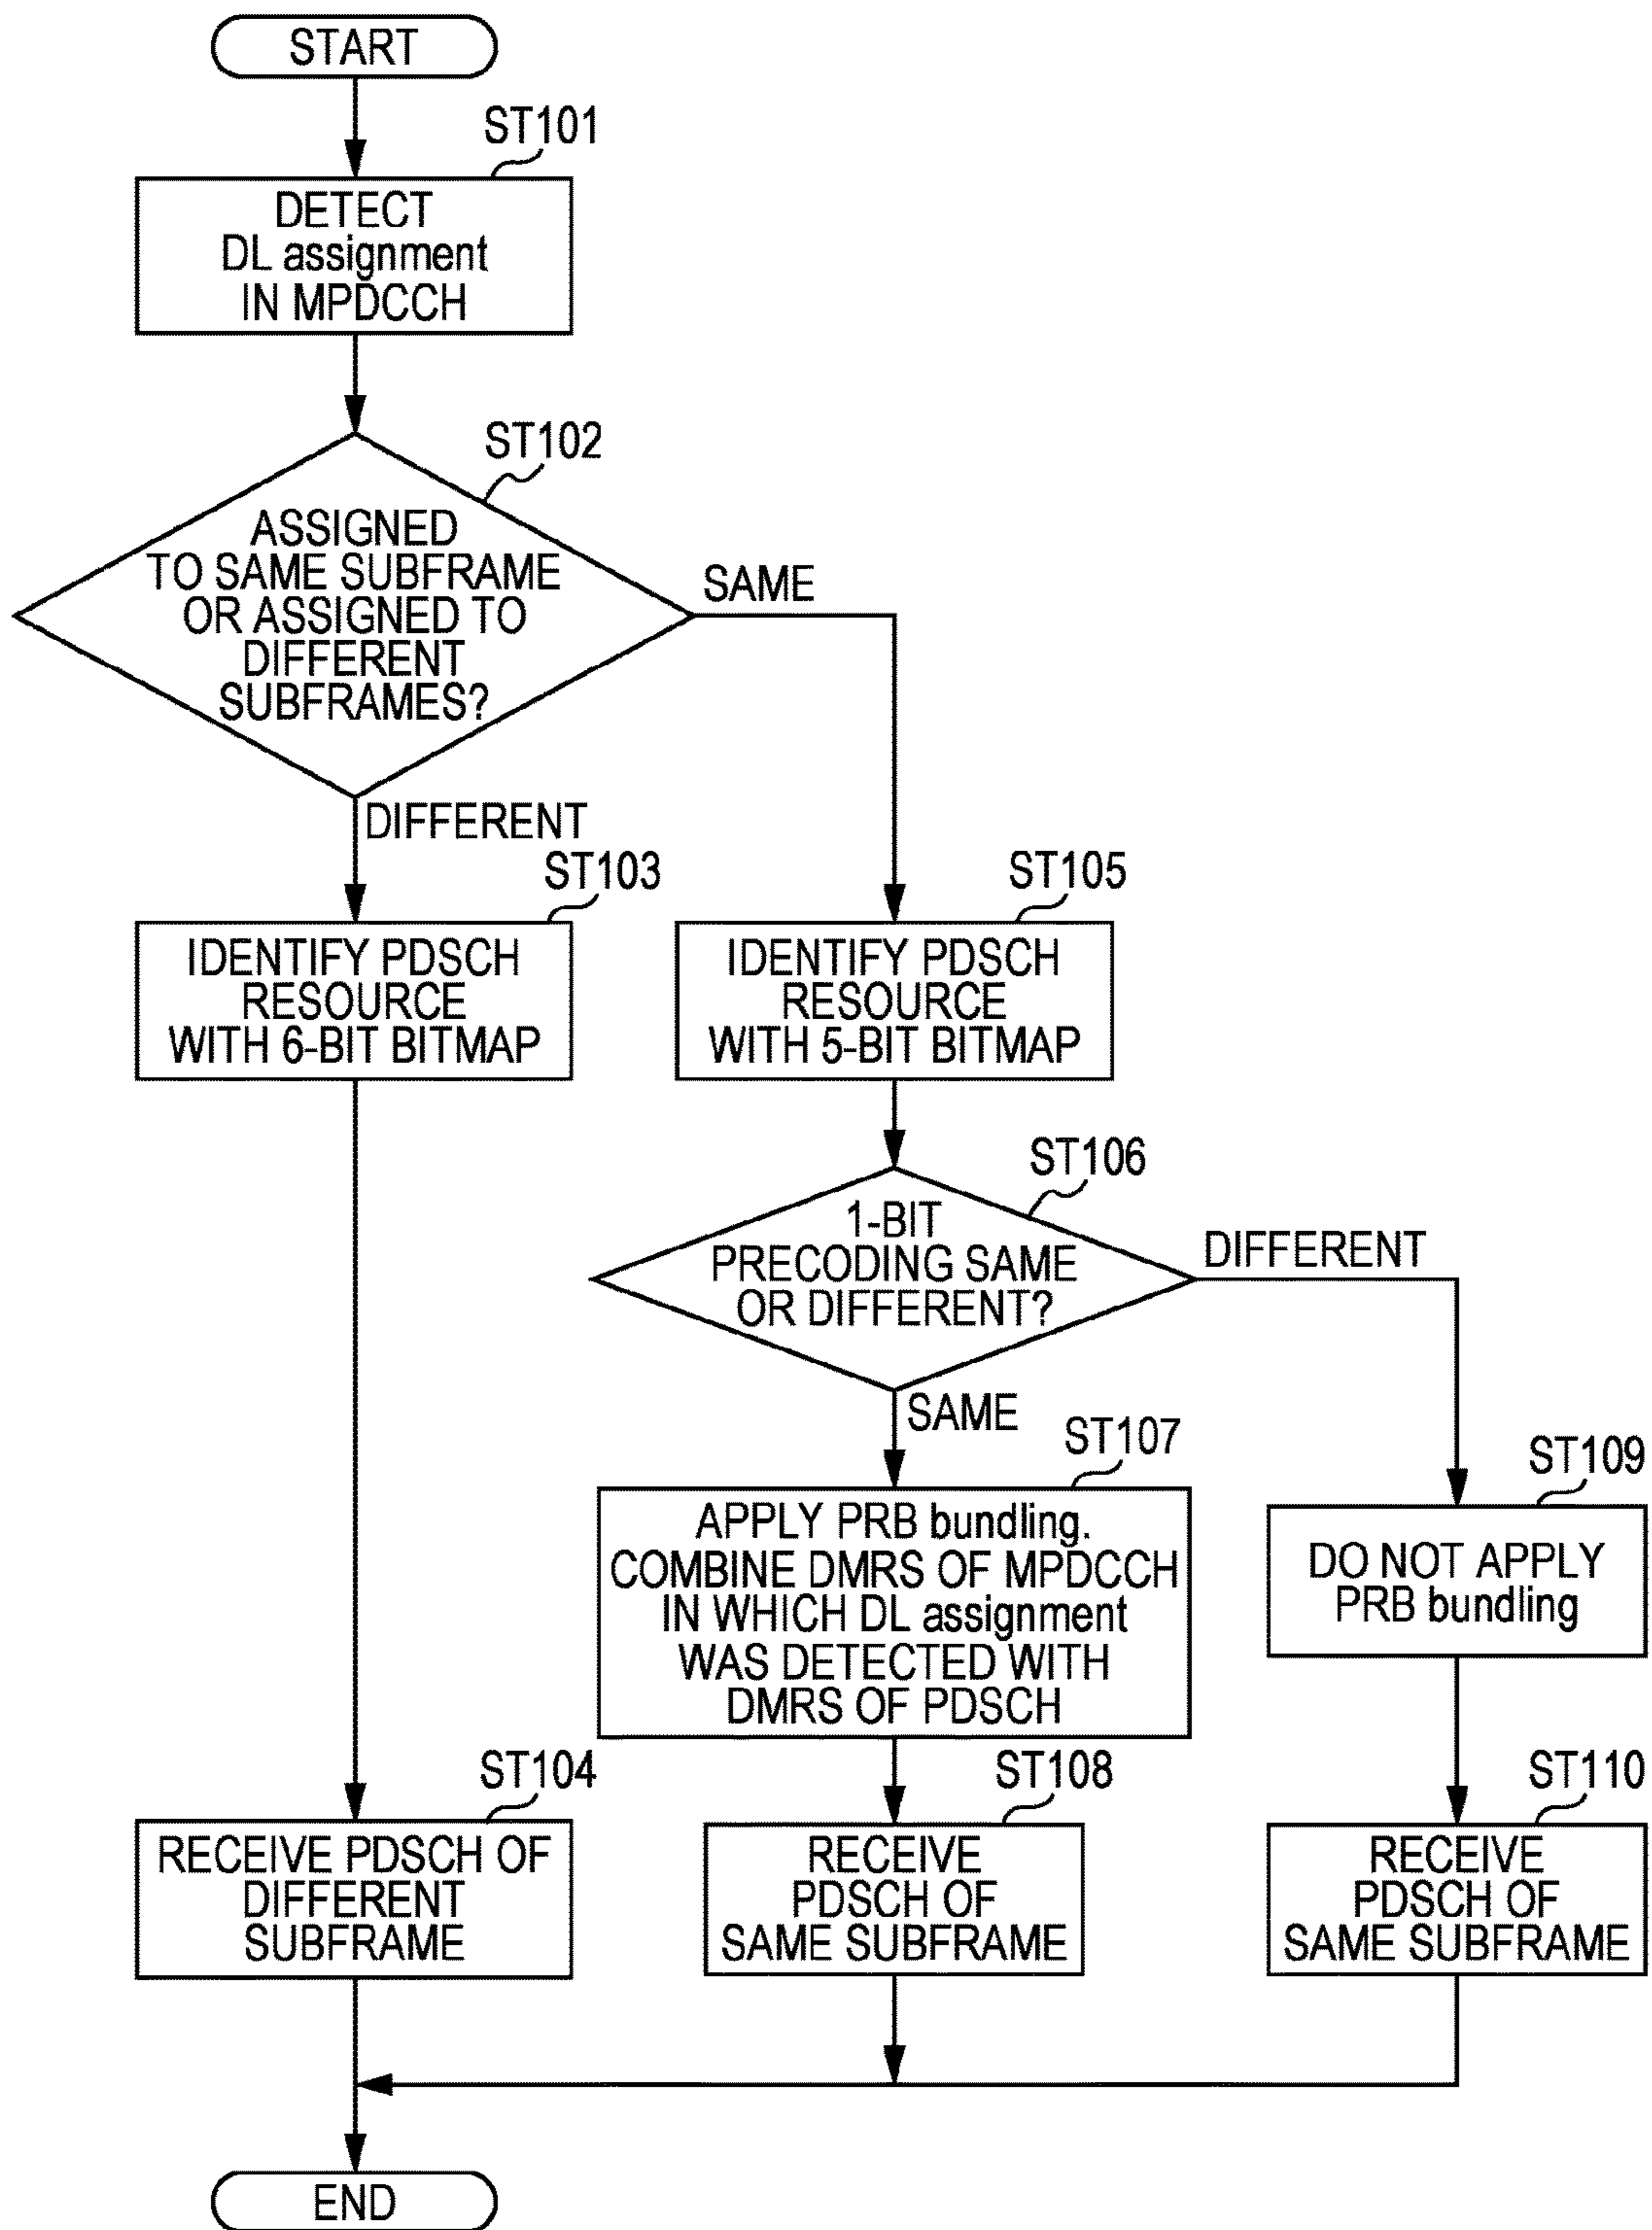 START
ST101
DETECT
DL assignment
IN MPDCCH
ST102
ASSIGNED
TO SAME SUBFRAME
OR ASSIGNED TO
DIFFERENT
SUBFRAMES?
SAME
DIFFERENT
ST103
IDENTIFY PDSCH
RESOURCE
WITH 6-BIT BITMAP
ST105
IDENTIFY PDSCH
RESOURCE
WITH 5-BIT BITMAP
ST106
1-BIT
PRECODING SAME
OR DIFFERENT?
DIFFERENT
SAME
ST107
APPLY PRB bundling.
COMBINE DMRS OF MPDCCH
IN WHICH DL assignment
WAS DETECTED WITH
DMRS OF PDSCH
ST109
DO NOT APPLY
PRB bundling
ST104
RECEIVE PDSCH OF
DIFFERENT
SUBFRAME
ST108
RECEIVE
PDSCH OF
SAME SUBFRAME
ST110
RECEIVE
PDSCH OF
SAME SUBFRAME
END